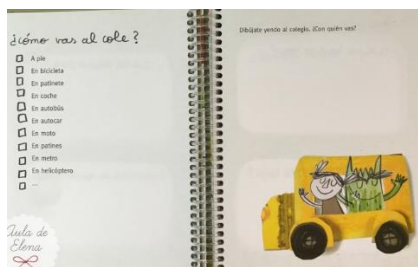 ¿cómo vas al cole?
A pie
En bicicleta
En patinete
En coche
En autobús
En autocar
En moto
En patines
En metro
En helicóptero
...
Aula de
Elena
Dibújate yendo al colegio. ¿Con quién vas?